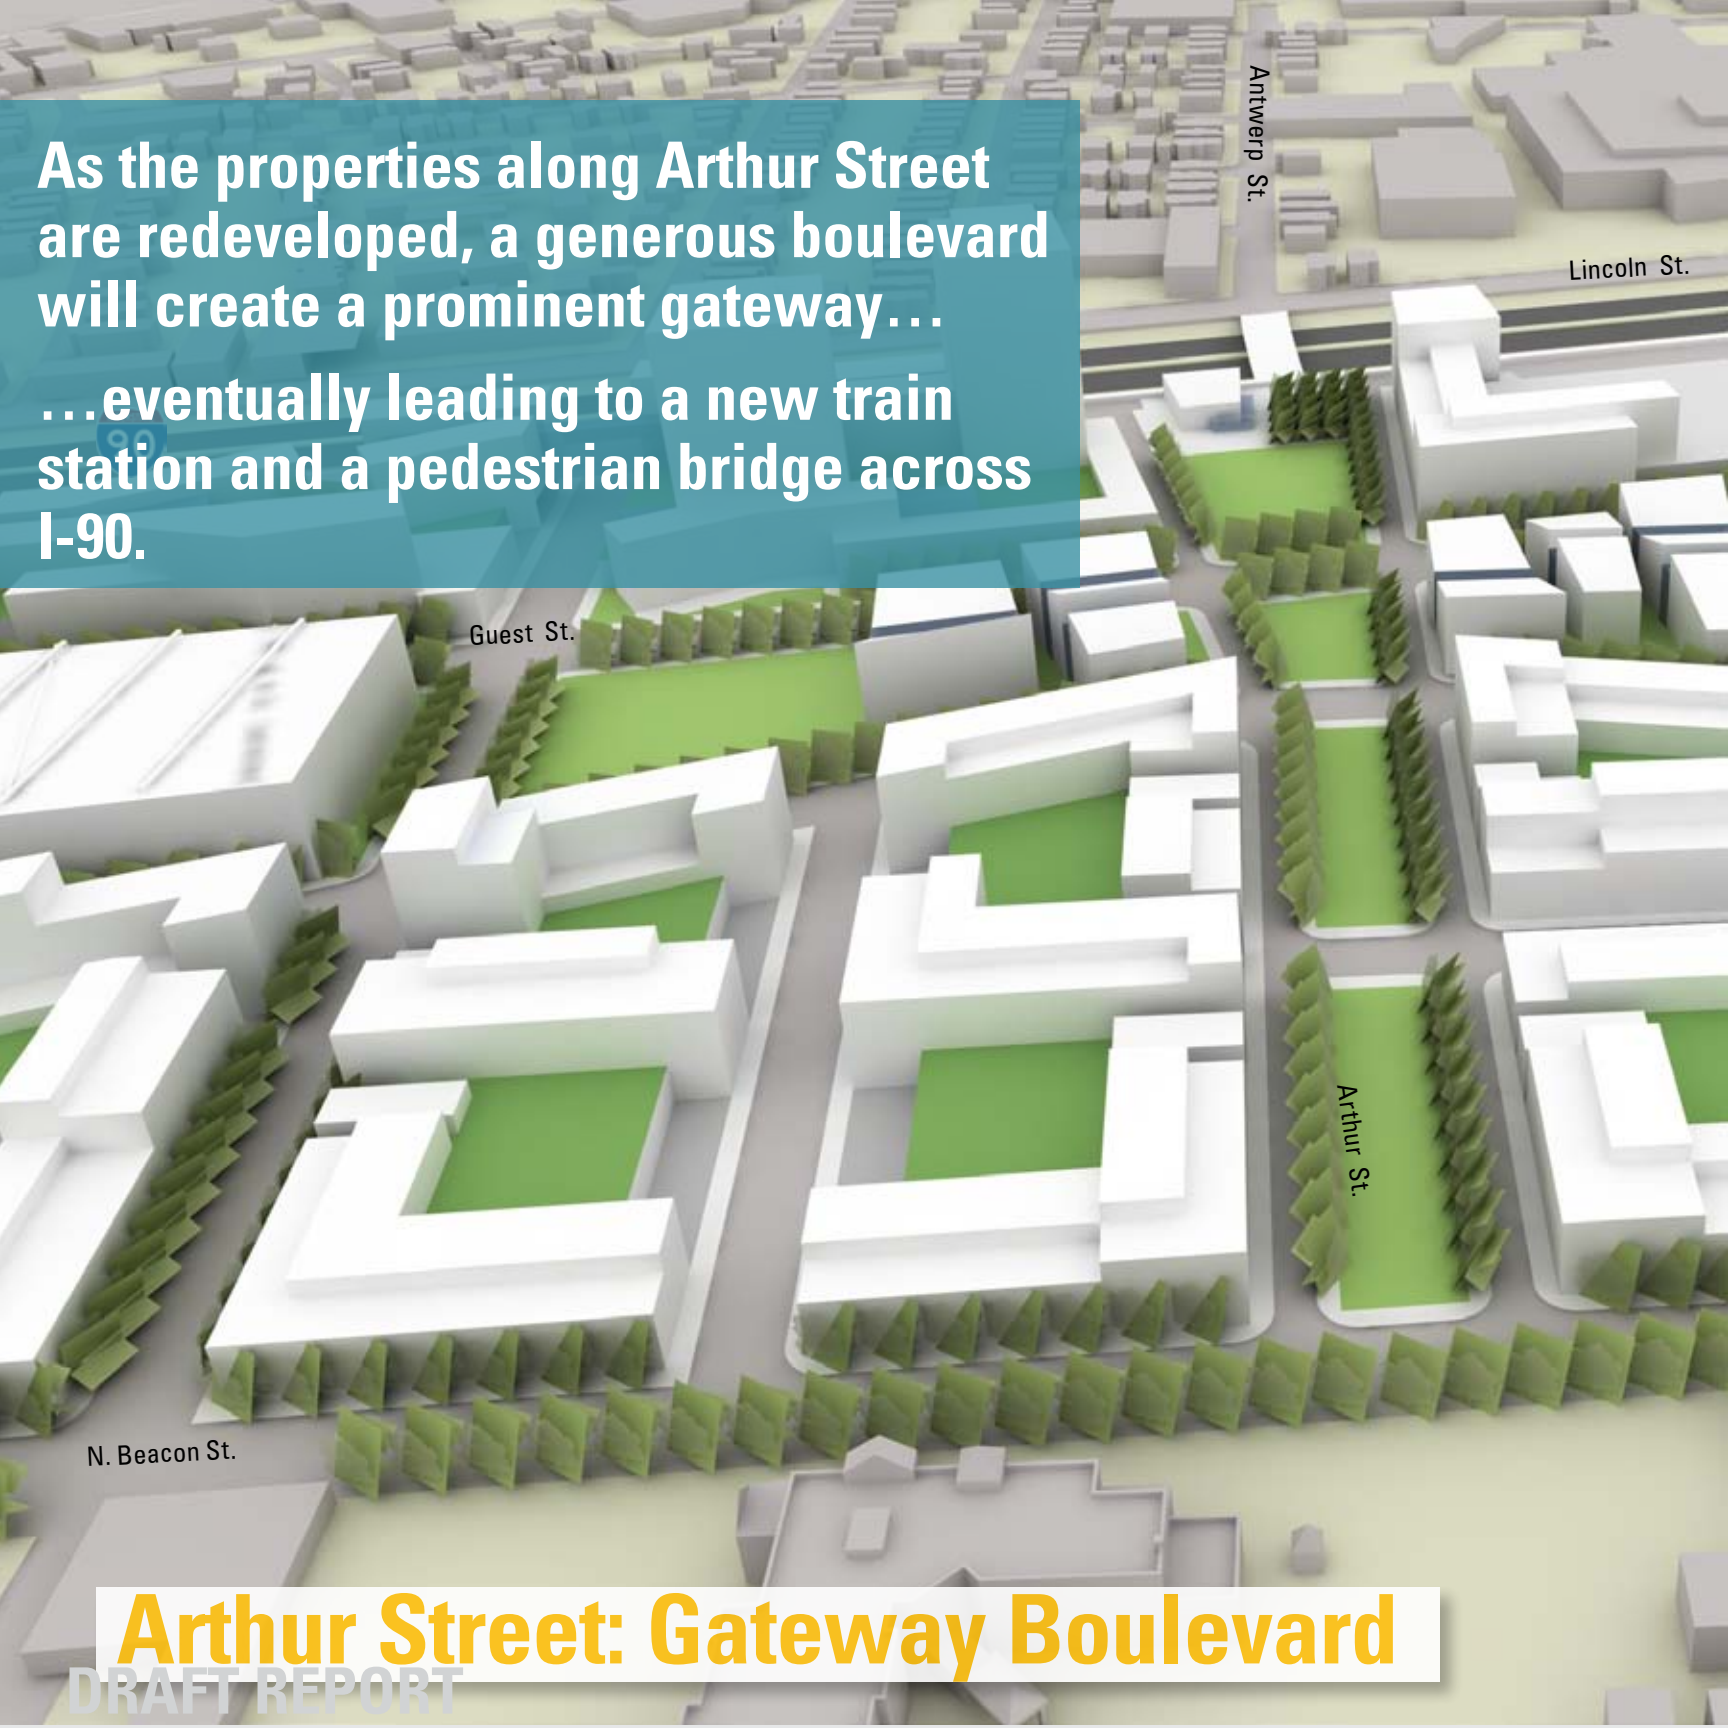 Antwerp St.
As the properties along Arthur Street
are redeveloped, a generous boulevard
will create a prominent gateway…
Lincoln St.
…eventually leading to a new train
90
station and a pedestrian bridge across
I-90.
Guest St.
Arthur St.
N. Beacon St.
Arthur Street: Gateway Boulevard
DRAFT REPORT